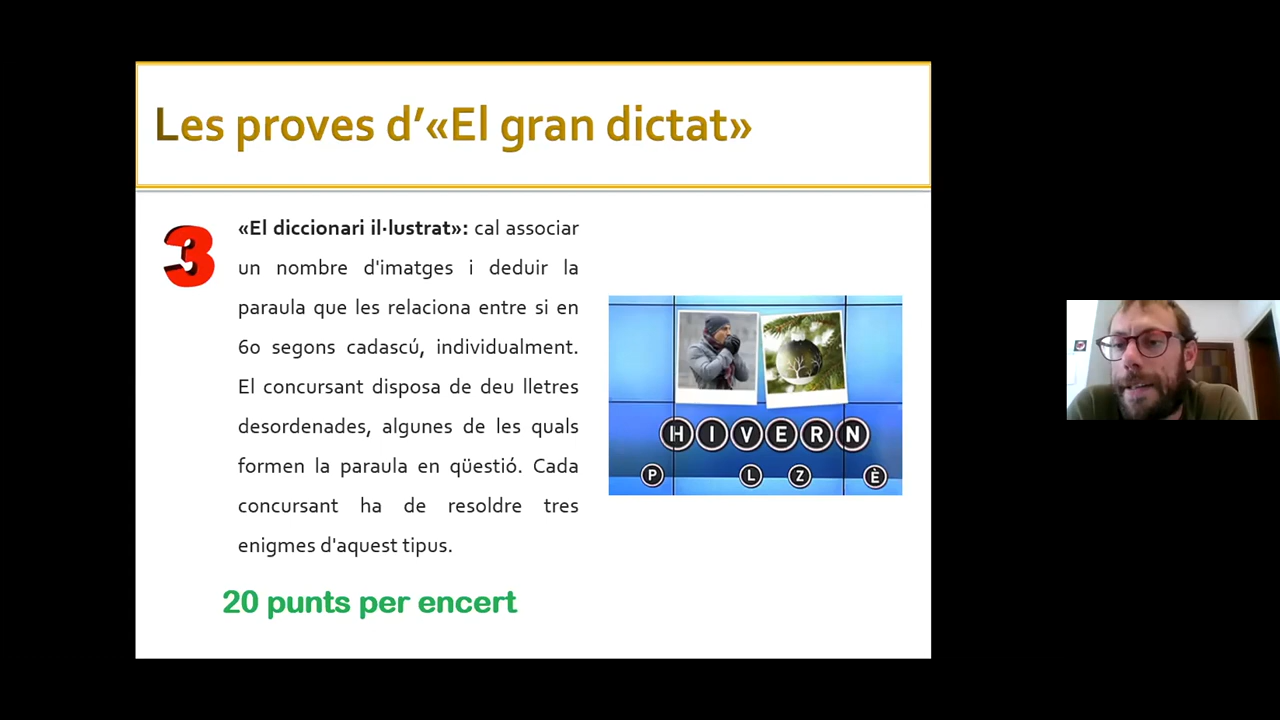 Les proves d’«El gran dictat»
3
«El diccionari il·lustrat»: cal associar
un nombre d'imatges i deduir la
paraula que les relaciona entre si en
60 segons cadascú, individualment.
El concursant disposa de deu lletres
desordenades, algunes de les quals
formen la paraula en qüestió. Cada
concursant ha de resoldre tres
enigmes d'aquest tipus.
20 punts per encert
HIVERN
P L Z È